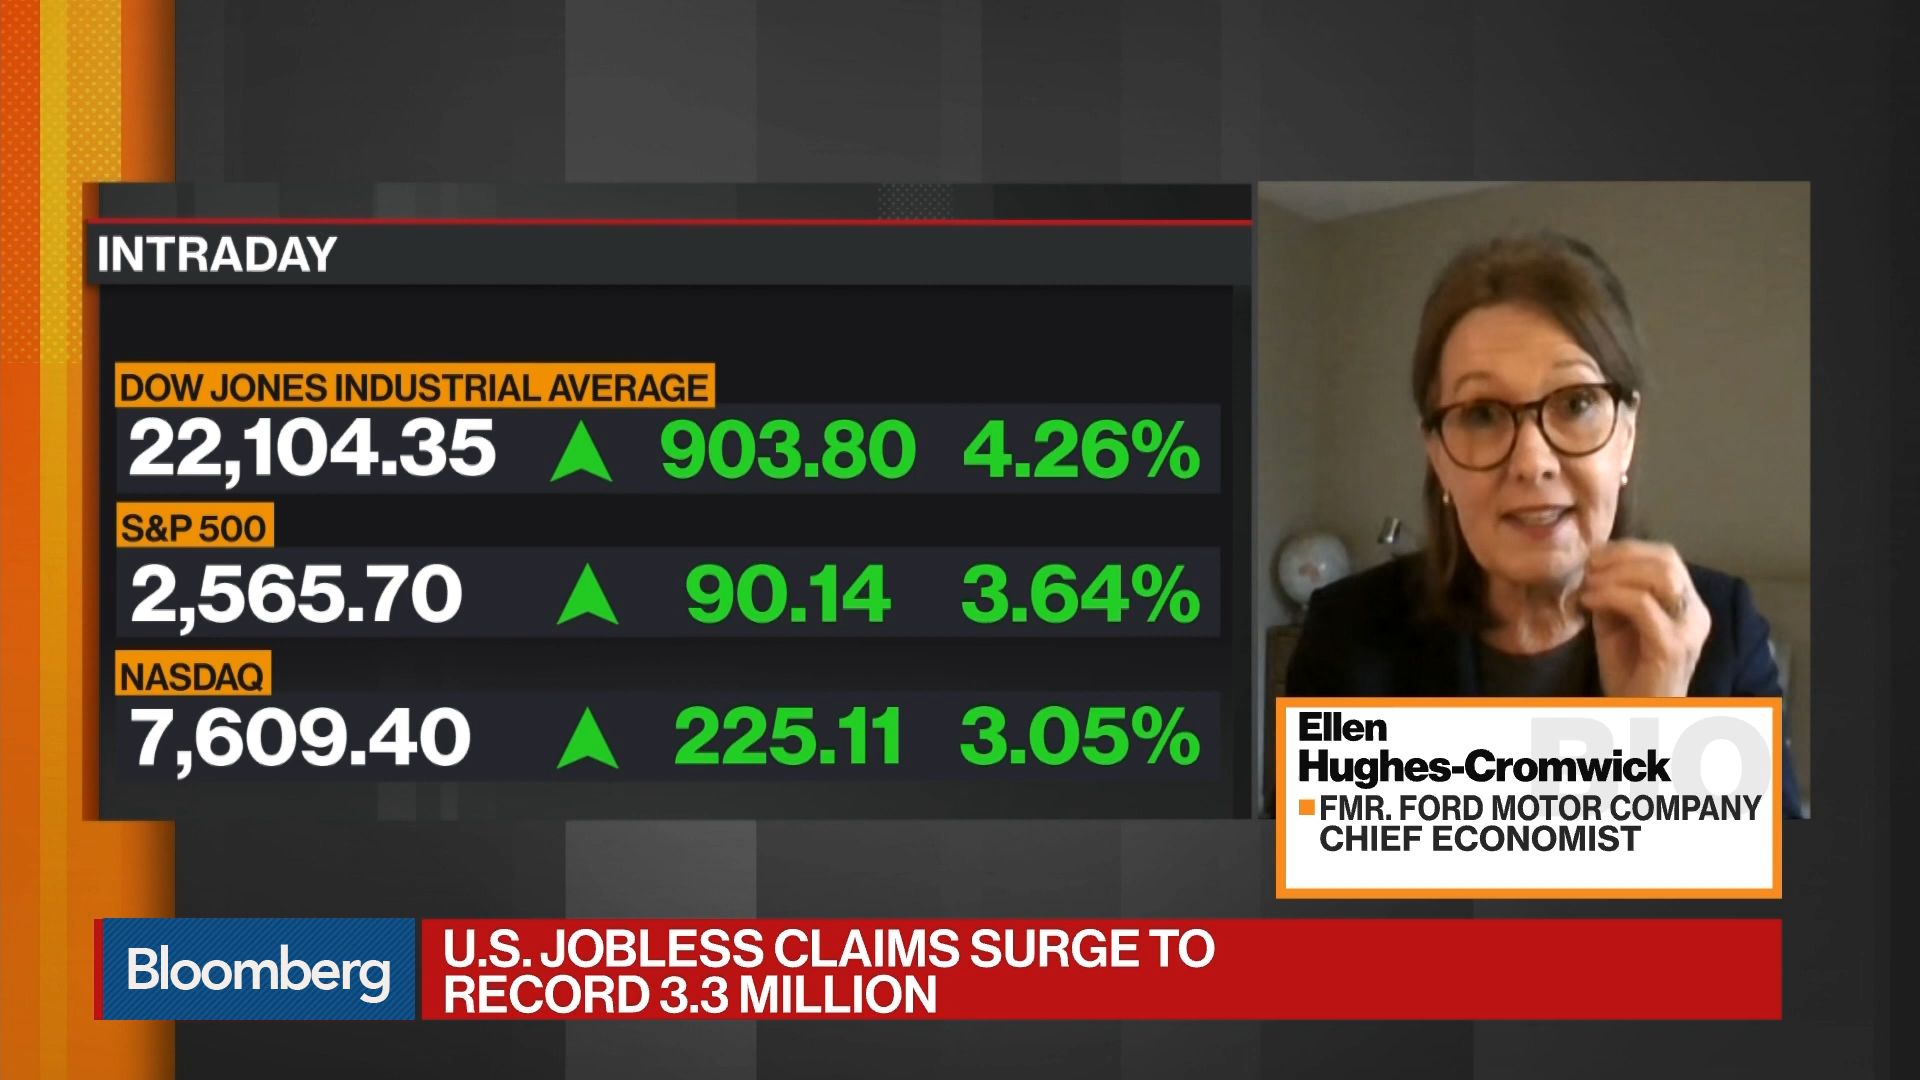 INTRADAY
DOW JONES INDUSTRIAL AVERAGE
22,104.35 ▲ 903.80 4.26%
S&P 500
2,565.70 ▲ 90.14 3.64%
NASDAQ
7,609.40 ▲ 225.11 3.05%
BIO
Ellen
Hughes-Cromwick
FMR. FORD MOTOR COMPANY
CHIEF ECONOMIST
Bloomberg
U.S. JOBLESS CLAIMS SURGE TO
RECORD 3.3 MILLION